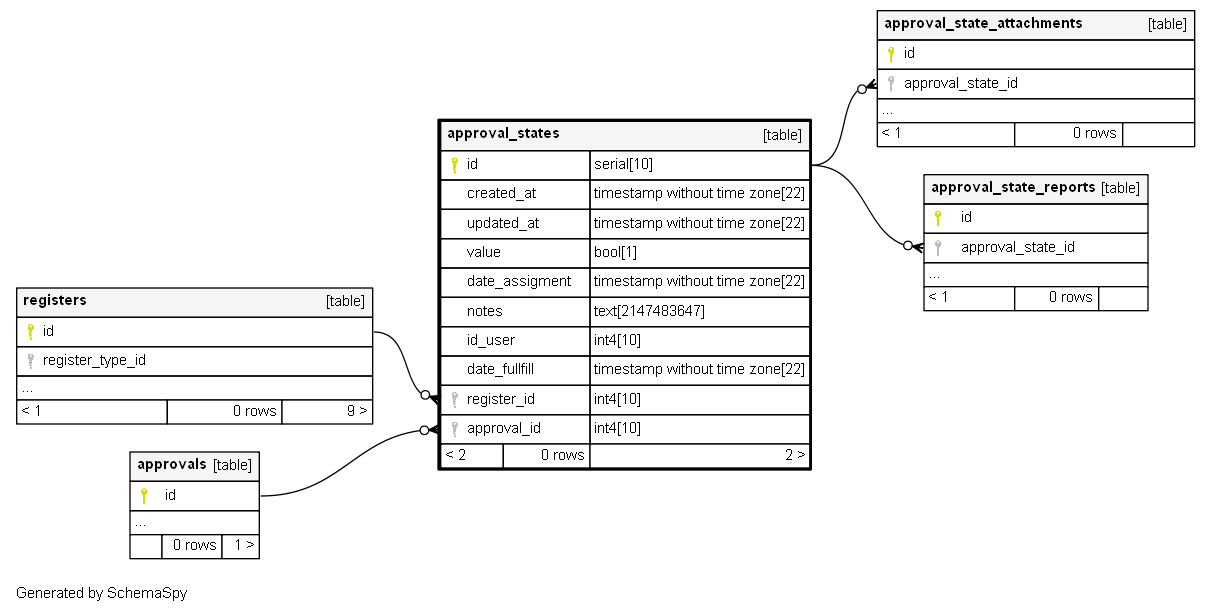 approval_state_attachments [table]
id
approval_state_id
...
< 1 0 rows
approval_states [table]
id serial[10]
created_at timestamp without time zone[22]
updated_at timestamp without time zone[22]
value bool[1]
date_assigment timestamp without time zone[22]
notes text[2147483647]
id_user int4[10]
date_fullfill timestamp without time zone[22]
register_id int4[10]
approval_id int4[10]
< 2 0 rows 2 >
approval_state_reports [table]
id
approval_state_id
...
< 1 0 rows
registers [table]
id
register_type_id
...
< 1 0 rows 9 >
approvals [table]
id
...
0 rows 1 >
Generated by SchemaSpy